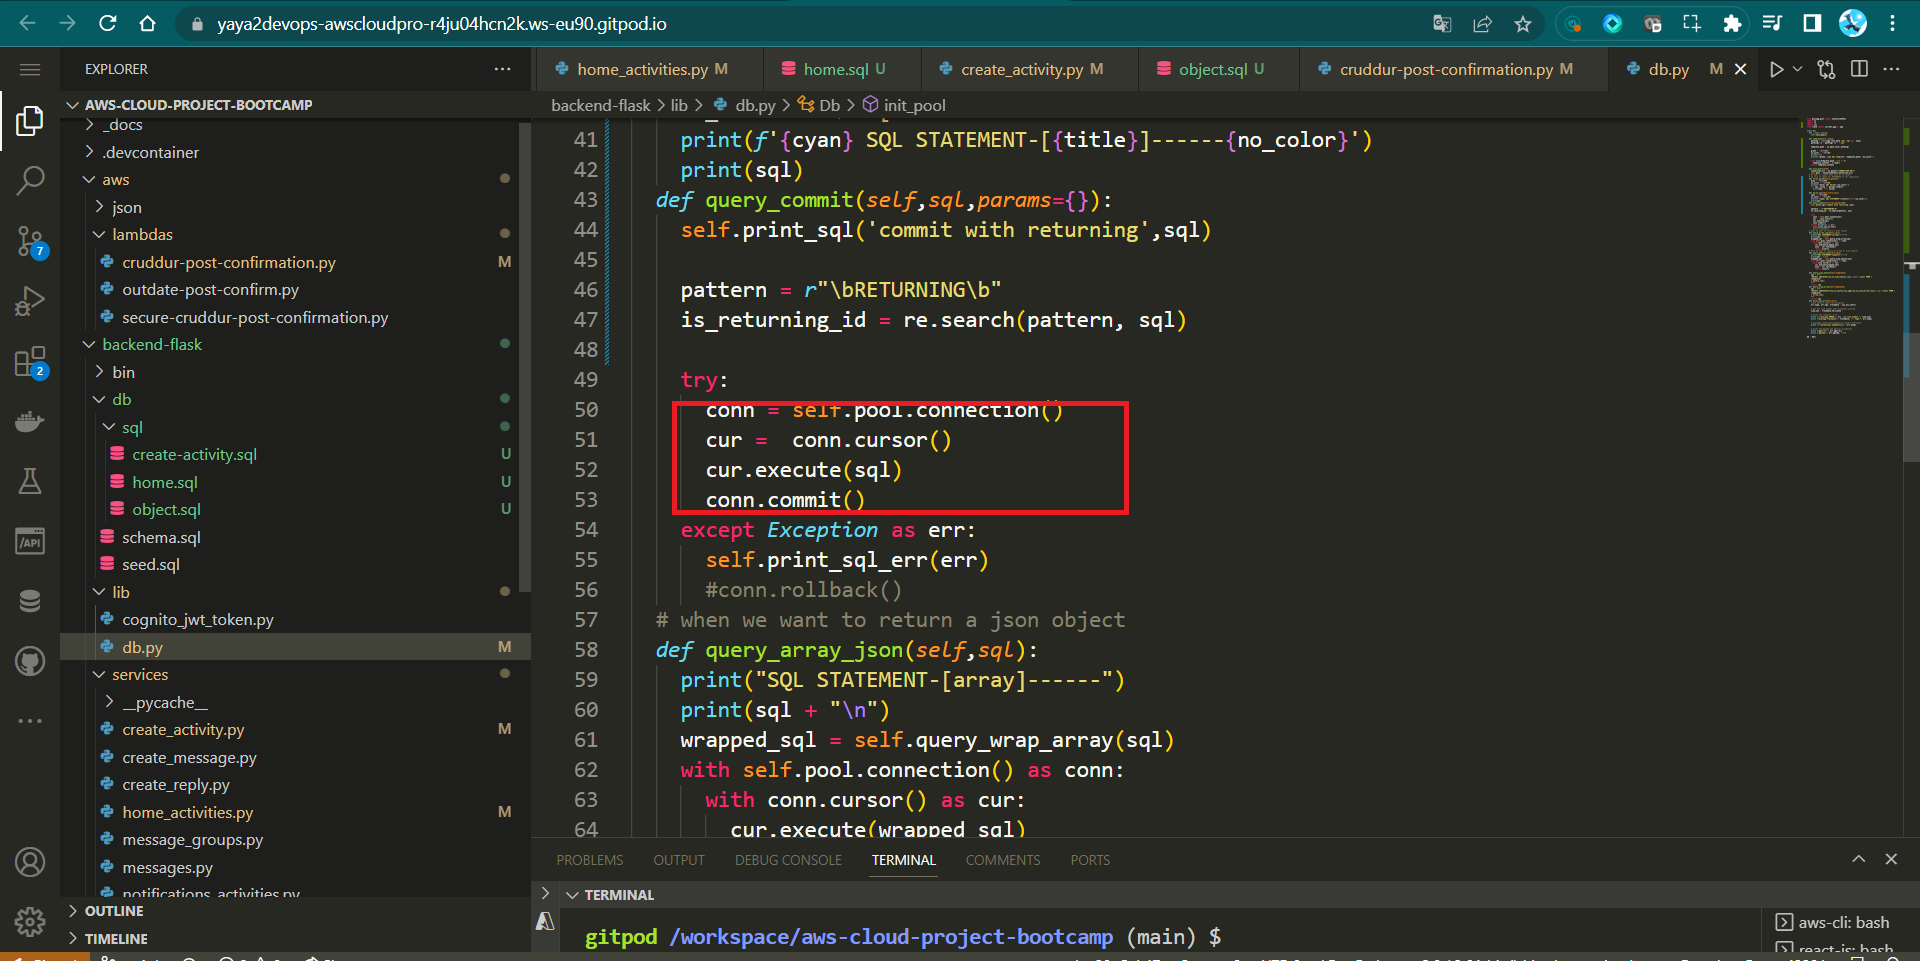 yaya2devops-awscloudpro-r4ju04hcn2k.ws-eu90.gitpod.io
EXPLORER
AWS-CLOUD-PROJECT-BOOTCAMP
_docs
.devcontainer
aws
json
lambdas
cruddur-post-confirmation.py M
outdate-post-confirm.py
secure-cruddur-post-confirmation.py
backend-flask
bin
db
sql
create-activity.sql U
home.sql U
object.sql U
schema.sql
seed.sql
lib
cognito_jwt_token.py
db.py M
services
__pycache__
create_activity.py M
create_message.py
create_reply.py
home_activities.py M
message_groups.py
messages.py
notifications_activities.py
OUTLINE
TIMELINE
7
2
/API
home_activities.py M home.sql U create_activity.py M object.sql U cruddur-post-confirmation.py M db.py M
backend-flask > lib > db.py > Db > init_pool
41 print(f'{cyan} SQL STATEMENT-[{title}]------{no_color}')
42 print(sql)
43 def query_commit(self,sql,params={}):
44 self.print_sql('commit with returning',sql)
45
46 pattern = r"\bRETURNING\b"
47 is_returning_id = re.search(pattern, sql)
48
49 try:
50 conn = self.pool.connection()
51 cur =  conn.cursor()
52 cur.execute(sql)
53 conn.commit()
54 except Exception as err:
55 self.print_sql_err(err)
56 #conn.rollback()
57 # when we want to return a json object
58 def query_array_json(self,sql):
59 print("SQL STATEMENT-[array]------")
60 print(sql + "\n")
61 wrapped_sql = self.query_wrap_array(sql)
62 with self.pool.connection() as conn:
63 with conn.cursor() as cur:
64 cur.execute(wrapped_sql)
PROBLEMS OUTPUT DEBUG CONSOLE TERMINAL COMMENTS PORTS
TERMINAL
gitpod /workspace/aws-cloud-project-bootcamp (main) $
aws-cli: bash
react-js: bash